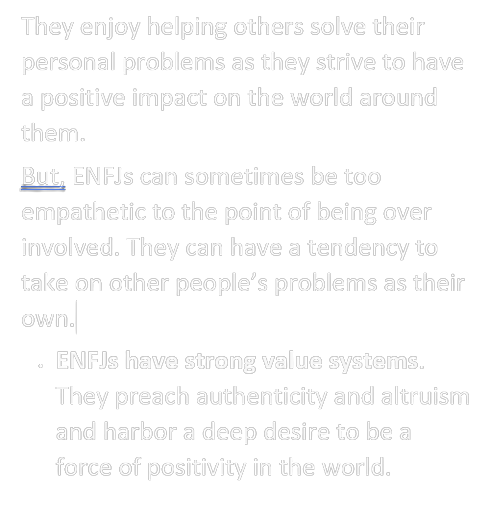 They enjoy helping others solve their
personal problems as they strive to have
a positive impact on the world around
them.
But, ENFJs can sometimes be too
empathetic to the point of being over
involved. They can have a tendency to
take on other people’s problems as their
own.
• ENFJs have strong value systems.
They preach authenticity and altruism
and harbor a deep desire to be a
force of positivity in the world.